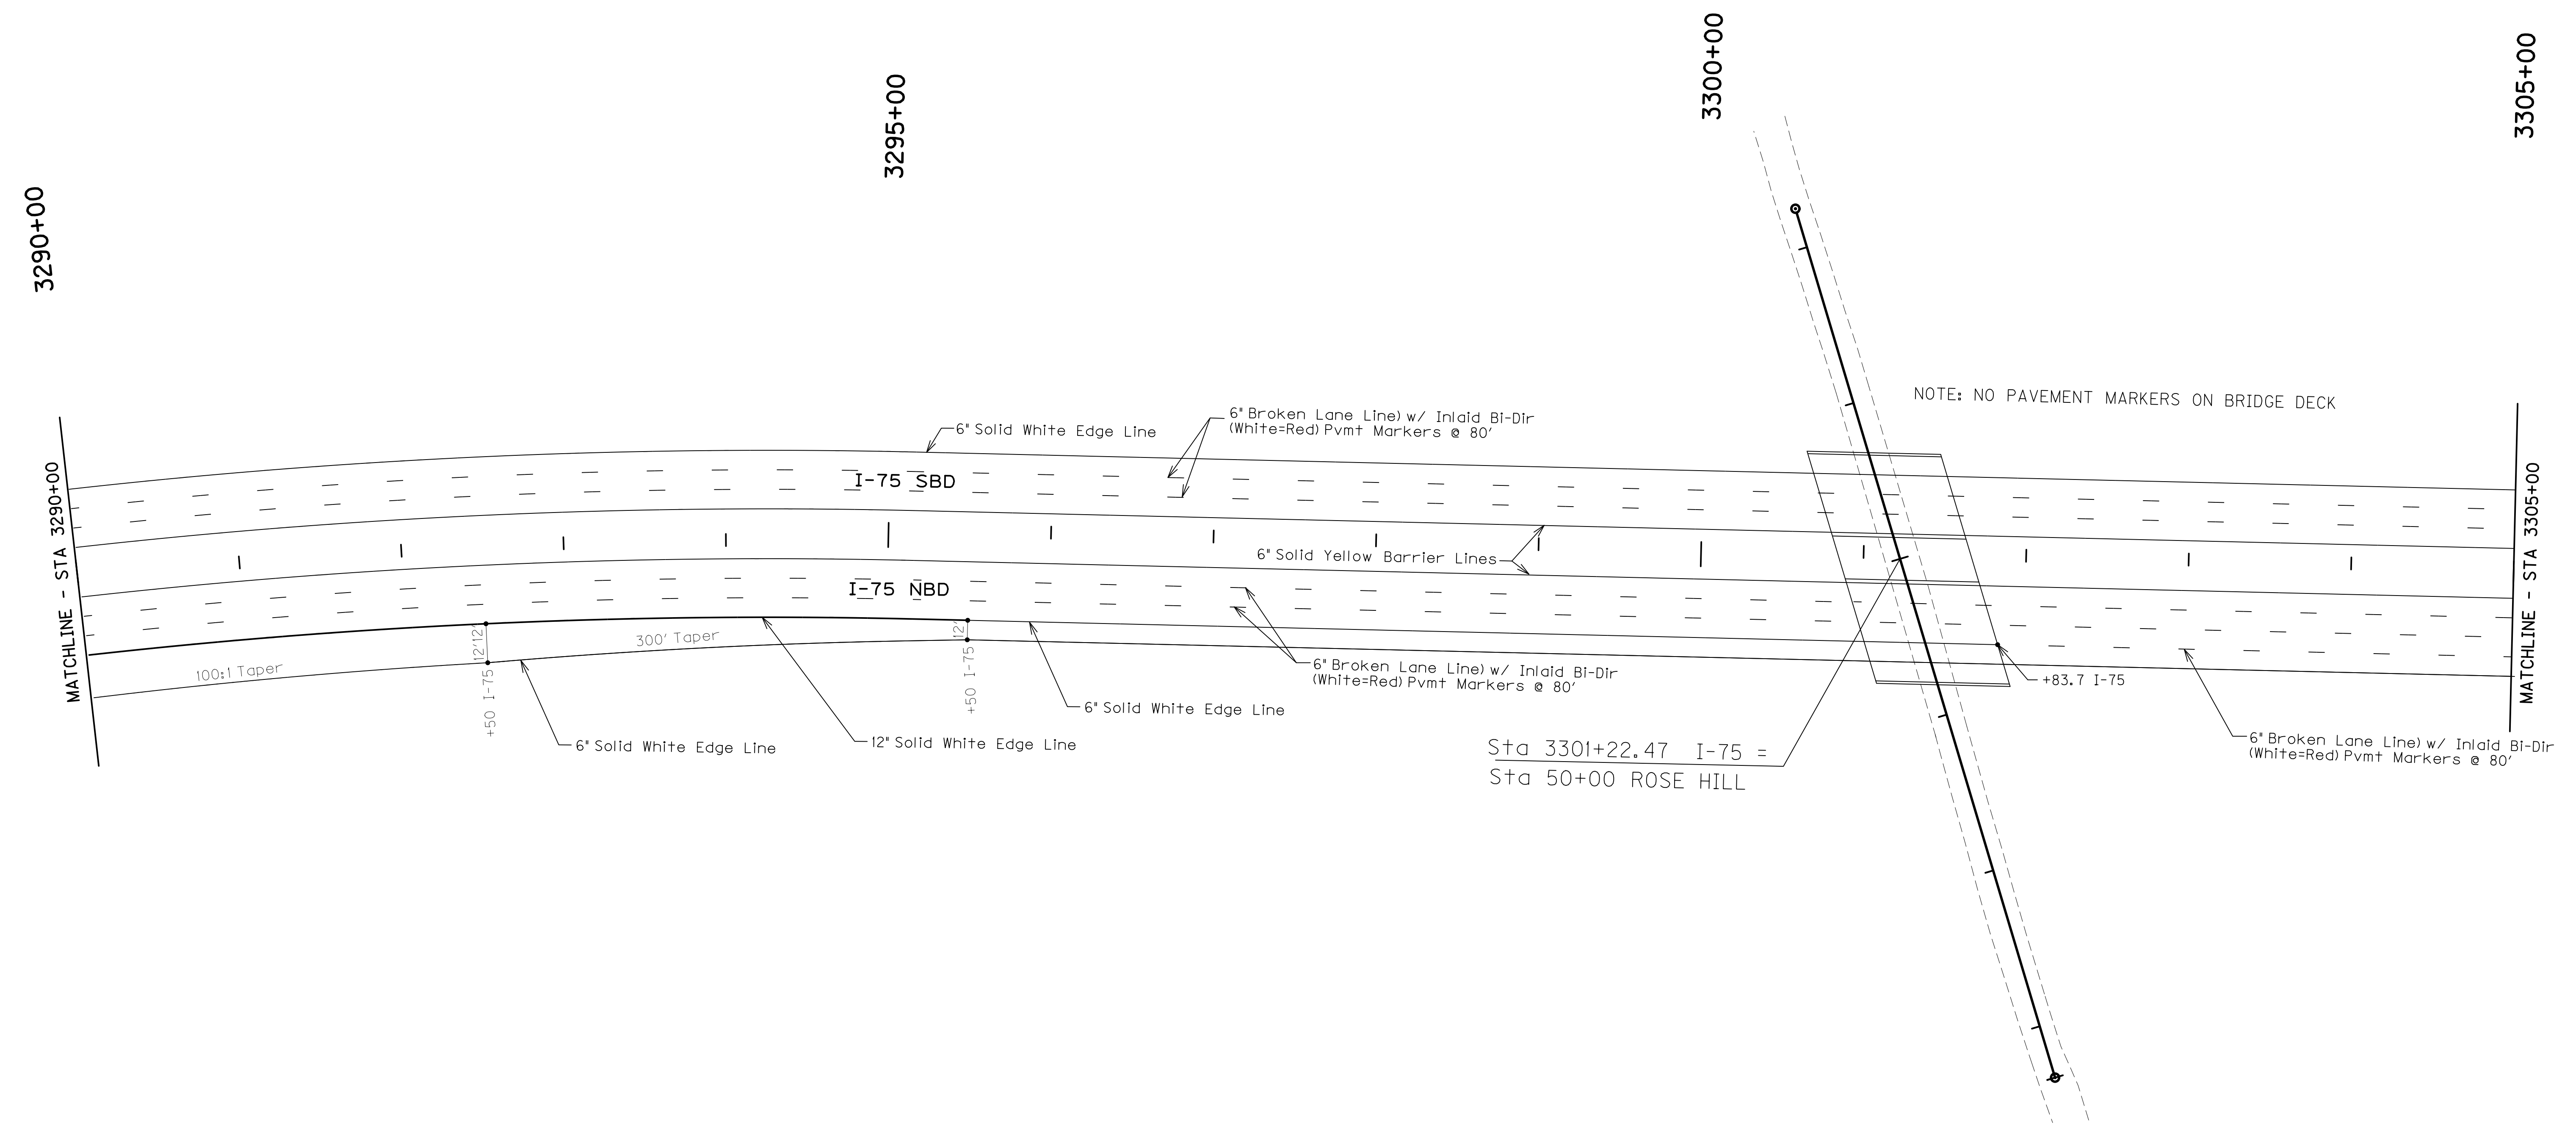 3290+00
3295+00
3300+00
3305+00
NOTE: NO PAVEMENT MARKERS ON BRIDGE DECK
6" Solid White Edge Line
6" Broken Lane Line) w/ Inlaid Bi-Dir
(White=Red) Pvmt Markers @ 80'
MATCHLINE - STA 3290+00
I-75 SBD
MATCHLINE - STA 3305+00
6" Solid Yellow Barrier Lines
I-75 NBD
100:1 Taper
12'12'
+50 I-75
300' Taper
12'
+50 I-75
6" Broken Lane Line) w/ Inlaid Bi-Dir
(White=Red) Pvmt Markers @ 80'
+83.7 I-75
6" Solid White Edge Line
6" Solid White Edge Line
12" Solid White Edge Line
Sta 3301+22.47 I-75 =
Sta 50+00 ROSE HILL
6" Broken Lane Line) w/ Inlaid Bi-Dir
(White=Red) Pvmt Markers @ 80'